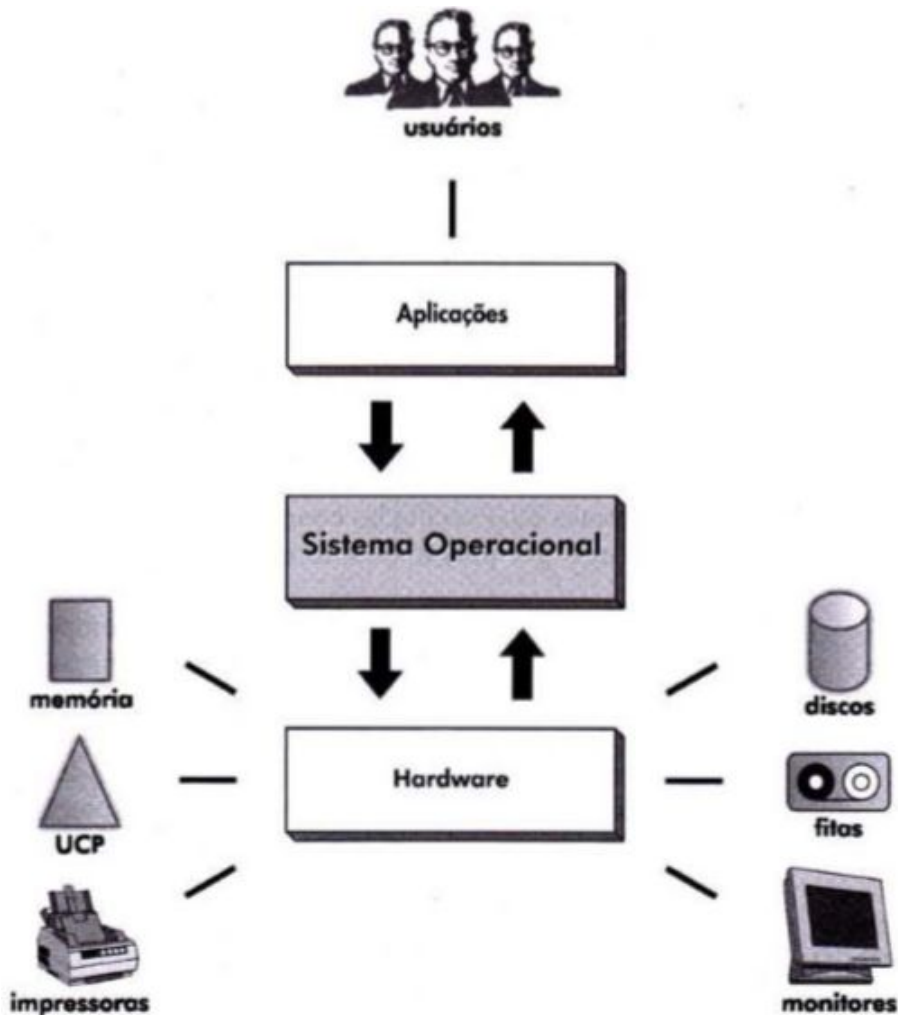 usuários
Aplicações
Sistema Operacional
memória
discos
Hardware
UCP
fitas
impressoras
monitores